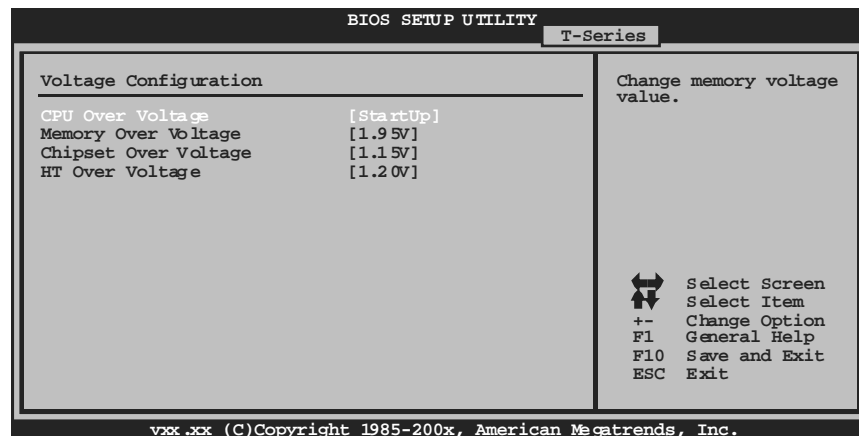 BIOS SETUP UTILITY
T-Series
Voltage Configuration
CPU Over Voltage [StartUp]
Memory Over Voltage [1.95V]
Chipset Over Voltage [1.15V]
HT Over Voltage [1.20V]
Change memory voltage
value.
Select Screen
Select Item
+- Change Option
F1 General Help
F10 Save and Exit
ESC Exit
vxx.xx (C)Copyright 1985-200x, American Megatrends, Inc.